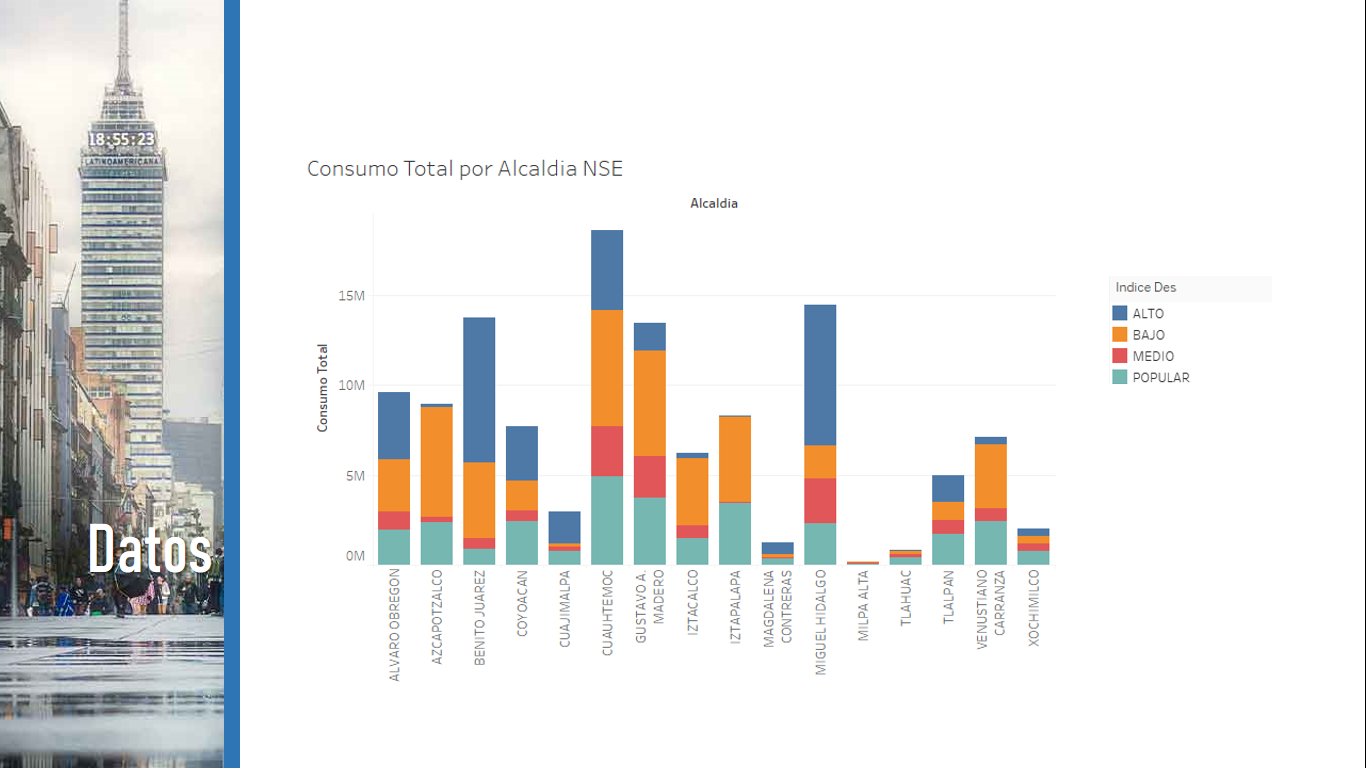 18:55:23
LATINOAMERICANA
Datos
Consumo Total por Alcaldia NSE
Alcaldia
Consumo Total
15M
10M
5M
0M
ALVARO OBREGON
AZCAPOTZALCO
BENITO JUAREZ
COYOACAN
CUAJIMALPA
CUAUHTEMOC
GUSTAVO A.
MADERO
IZTACALCO
IZTAPALAPA
MAGDALENA
CONTRERAS
MIGUEL HIDALGO
MILPA ALTA
TLAHUAC
TLALPAN
VENUSTIANO
CARRANZA
XOCHIMILCO
Indice Des
ALTO
BAJO
MEDIO
POPULAR